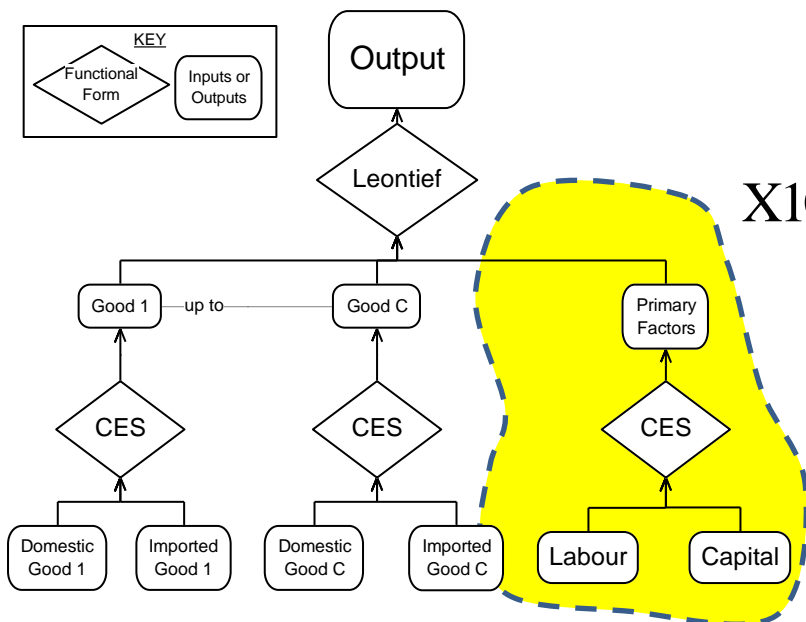 KEY
Functional
Form
Inputs or
Outputs
Output
Leontief
Good 1
up to
Good C
Primary
Factors
CES
CES
CES
Domestic
Good 1
Imported
Good 1
Domestic
Good C
Imported
Good C
Labour
Capital